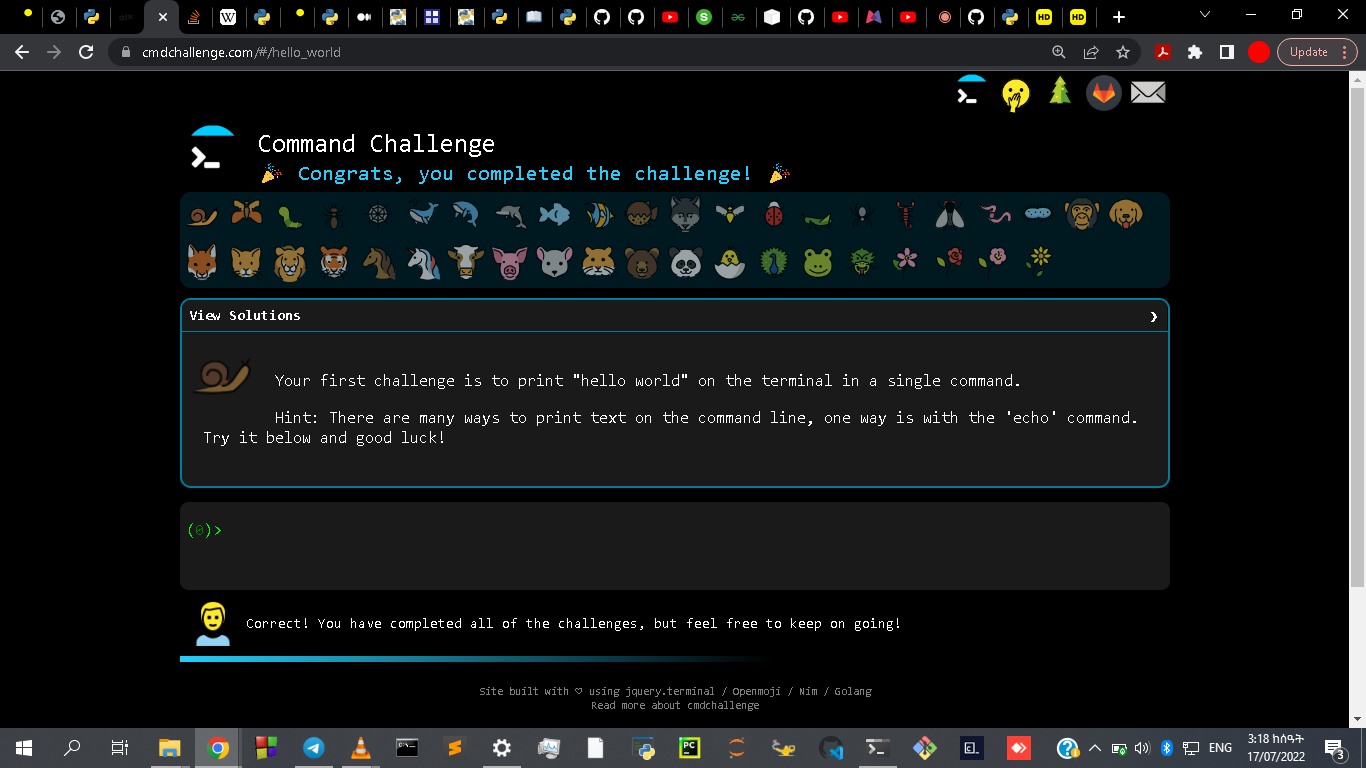 cmdchallenge.com/#/hello_world
Update
Command Challenge
Congrats, you completed the challenge!
View Solutions
Your first challenge is to print "hello world" on the terminal in a single command.
Hint: There are many ways to print text on the command line, one way is with the 'echo' command.
Try it below and good luck!
(0)>
Correct! You have completed all of the challenges, but feel free to keep on going!
Site built with ♡ using jquery.terminal / Openmoji / Nim / Golang
Read more about cmdchallenge
ENG
3:18 ከሰዓት
17/07/2022
3